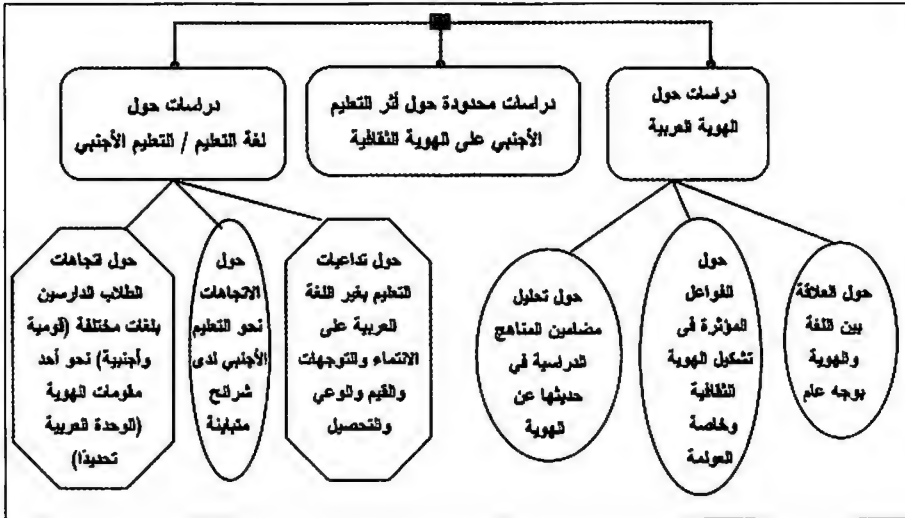 دراسات حول
الهوية العربية
دراسات محدودة حول أثر التعليم
الأجنبي على الهوية الثقافية
دراسات حول
لغة التعليم / التعليم الأجنبي
حول العلاقة
بين اللغة
والهوية
بوجه عام
حول
الفواعل
المؤثرة فى
تشكيل الهوية
الثقافية
وخاصة
العولمة
حول تحليل
مضامين المناهج
الدراسية في
حديثها عن
الهوية
حول تداعيات
التعليم بغير اللغة
العربية على
الانتماء والتوجهات
والقيم والوعي
والتحصيل
حول
الاتجاهات
نحو التعليم
الأجنبي لدى
شرائح
متباينة
حول اتجاهات
الطلاب الدارسين
بلغات مختلفة (قومية
وأجنبية) نحو أحد
مقومات الهوية
(الوحدة العربية
تحديدا)